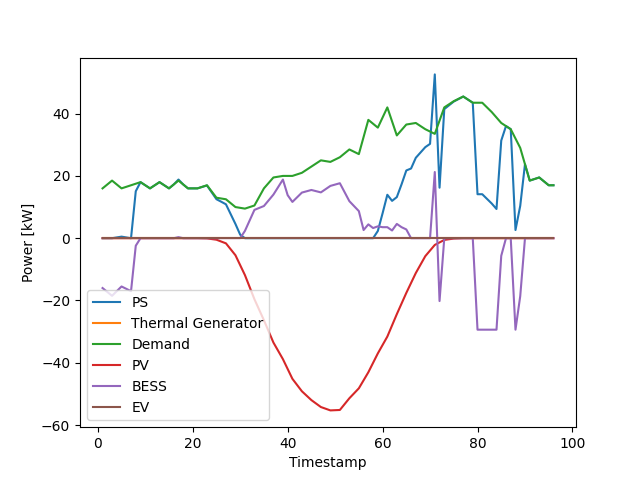 Power [kW]
40
20
0
−20
−40
−60
PS
Thermal Generator
Demand
PV
BESS
EV
0
20
40
60
80
100
Timestamp